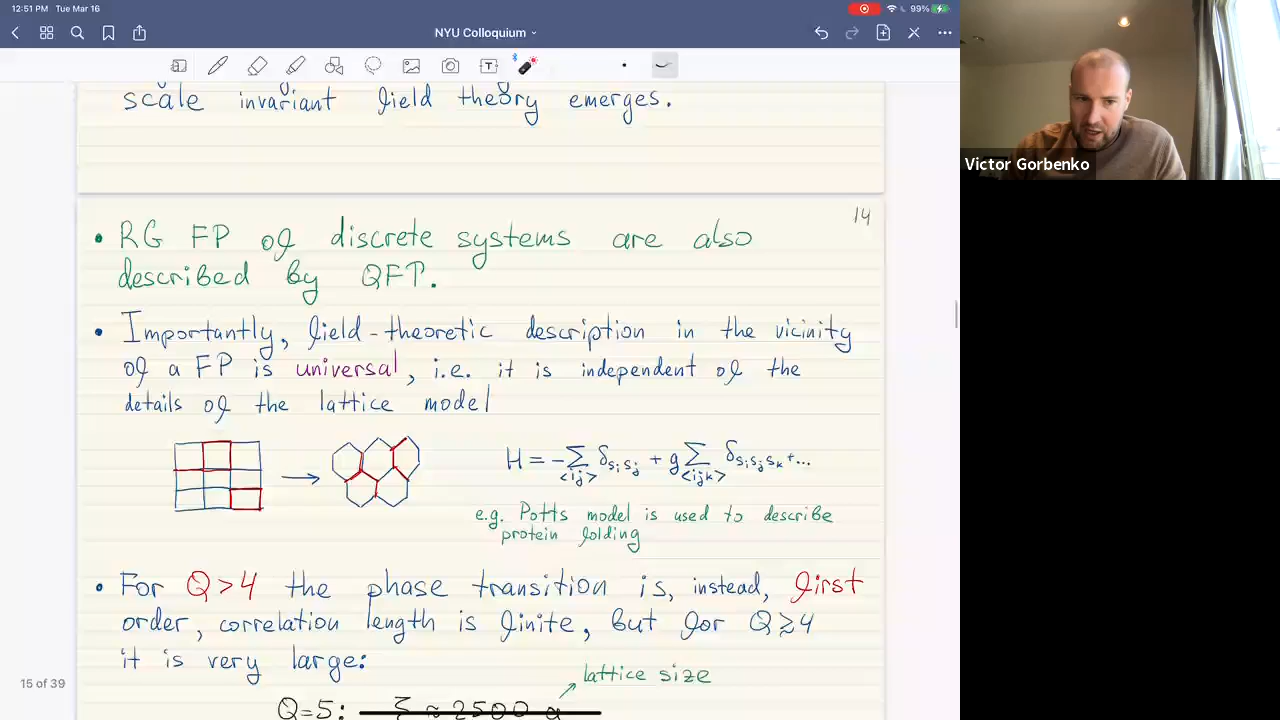 12:51 PM Tue Mar 16
99%
NYU Colloquium
scale invariant field theory emerges.
14
• RG FP of discrete systems are also
described by QFT.
• Importantly, field-theoretic description in the vicinity
of a FP is universal, i.e. it is independent of the
details of the lattice model
H = -∑<ij> δ_{s_i s_j} + g∑<ijk> δ_{s_i s_j s_k} + ...
e.g. Potts model is used to describe
protein folding
• For Q>4 the phase transition is, instead, first
order, correlation length is finite, but for Q≳4
it is very large:
lattice size
15 of 39
Q=5: ξ ≈ 2500 a
Victor Gorbenko